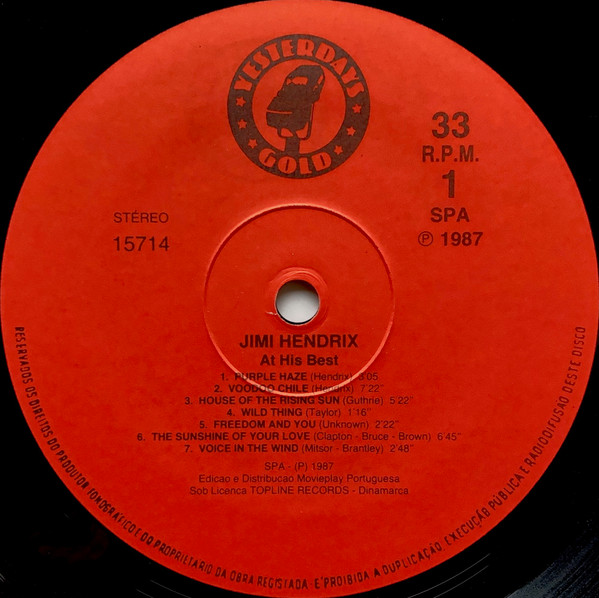 YESTERDAYS
GOLD
33
R.P.M.
1
SPA
℗ 1987
STÉREO
15714
JIMI HENDRIX
At His Best
1. PURPLE HAZE (Hendrix) 6'05
2. VOODOO CHILE (Hendrix) 7'22"
3. HOUSE OF THE RISING SUN (Guthrie) 5'22"
4. WILD THING (Taylor) 1'16"
5. FREEDOM AND YOU (Unknown) 2'22"
6. THE SUNSHINE OF YOUR LOVE (Clapton - Bruce - Brown) 6'45"
7. VOICE IN THE WIND (Mitsor - Brantley) 2'48"
SPA - (P) 1987
Edicao e Distribucao Movieplay Portuguesa
Sob Licenca TOPLINE RECORDS - Dinamarca
RESERVADOS OS DIREITOS DO PRODUTOR FONOGRÁFICO E DO PROPRIETÁRIO DA OBRA REGISTADA. É PROIBIDA A DUPLICAÇÃO, EXECUÇÃO PÚBLICA E RADIODIFUSÃO DESTE DISCO